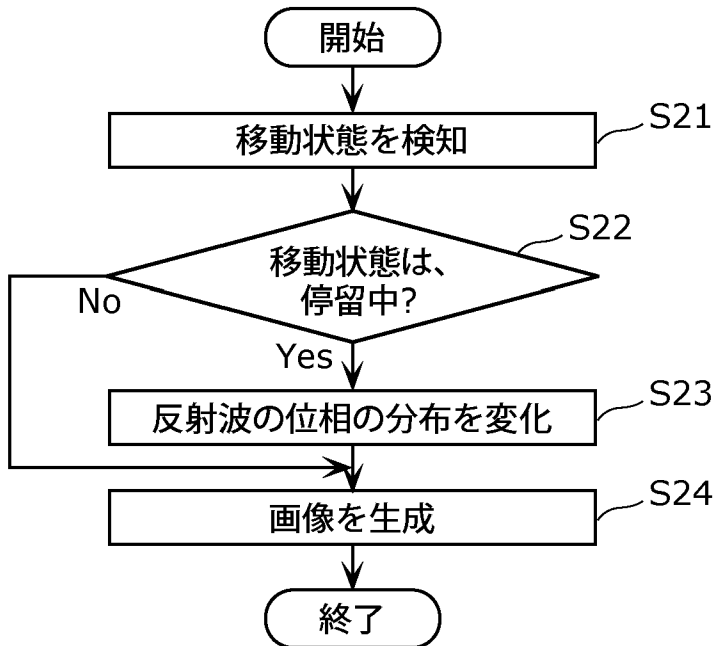 開始
S21
移動状態を検知
S22
移動状態は、
停留中?
No
Yes
S23
反射波の位相の分布を変化
S24
画像を生成
終了